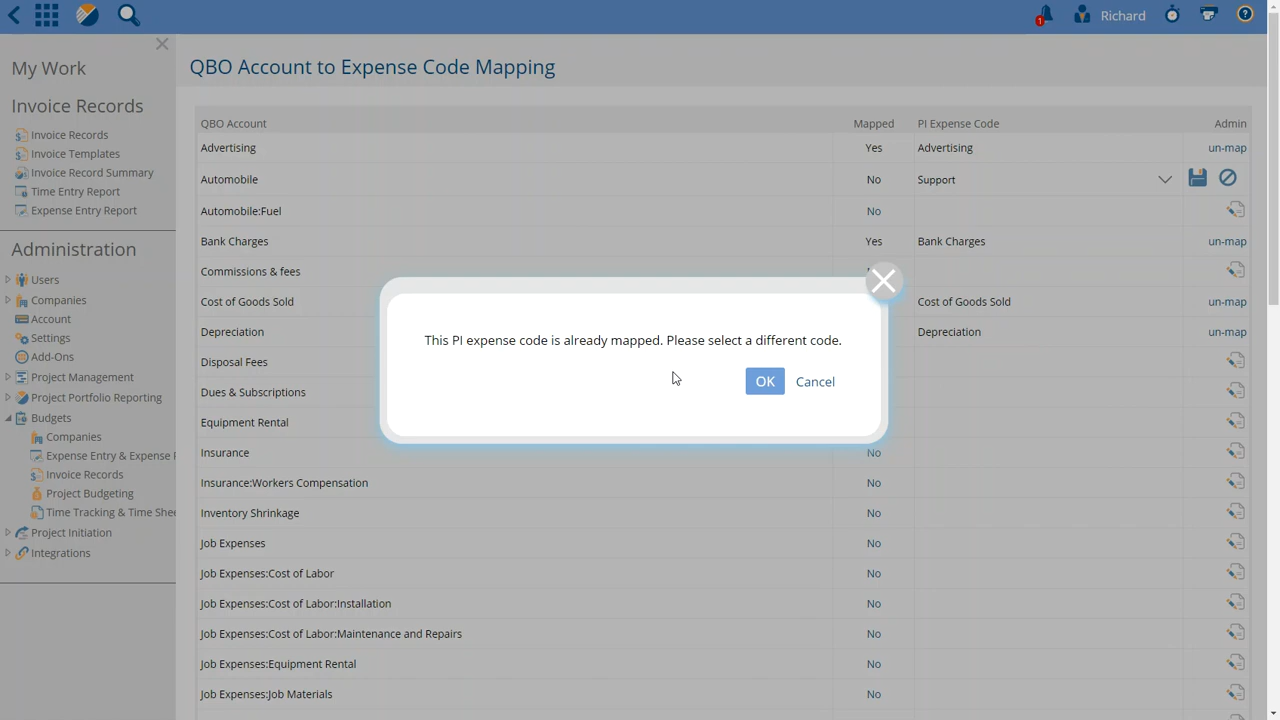 1
Richard
My Work
Invoice Records
Invoice Records
Invoice Templates
Invoice Record Summary
Time Entry Report
Expense Entry Report
Administration
Users
Companies
Account
Settings
Add-Ons
Project Management
Project Portfolio Reporting
Budgets
Companies
Expense Entry & Expense
Invoice Records
Project Budgeting
Time Tracking & Time Shee
Project Initiation
Integrations
QBO Account to Expense Code Mapping
QBO Account Mapped PI Expense Code Admin
Advertising Yes Advertising un-map
Automobile No Support
Automobile:Fuel No
Bank Charges Yes Bank Charges un-map
Commissions & fees
Cost of Goods Sold Cost of Goods Sold un-map
Depreciation Depreciation un-map
Disposal Fees
Dues & Subscriptions
Equipment Rental
Insurance No
Insurance:Workers Compensation No
Inventory Shrinkage No
Job Expenses No
Job Expenses:Cost of Labor No
Job Expenses:Cost of Labor:Installation No
Job Expenses:Cost of Labor:Maintenance and Repairs No
Job Expenses:Equipment Rental No
Job Expenses:Job Materials No
This PI expense code is already mapped. Please select a different code.
OK Cancel